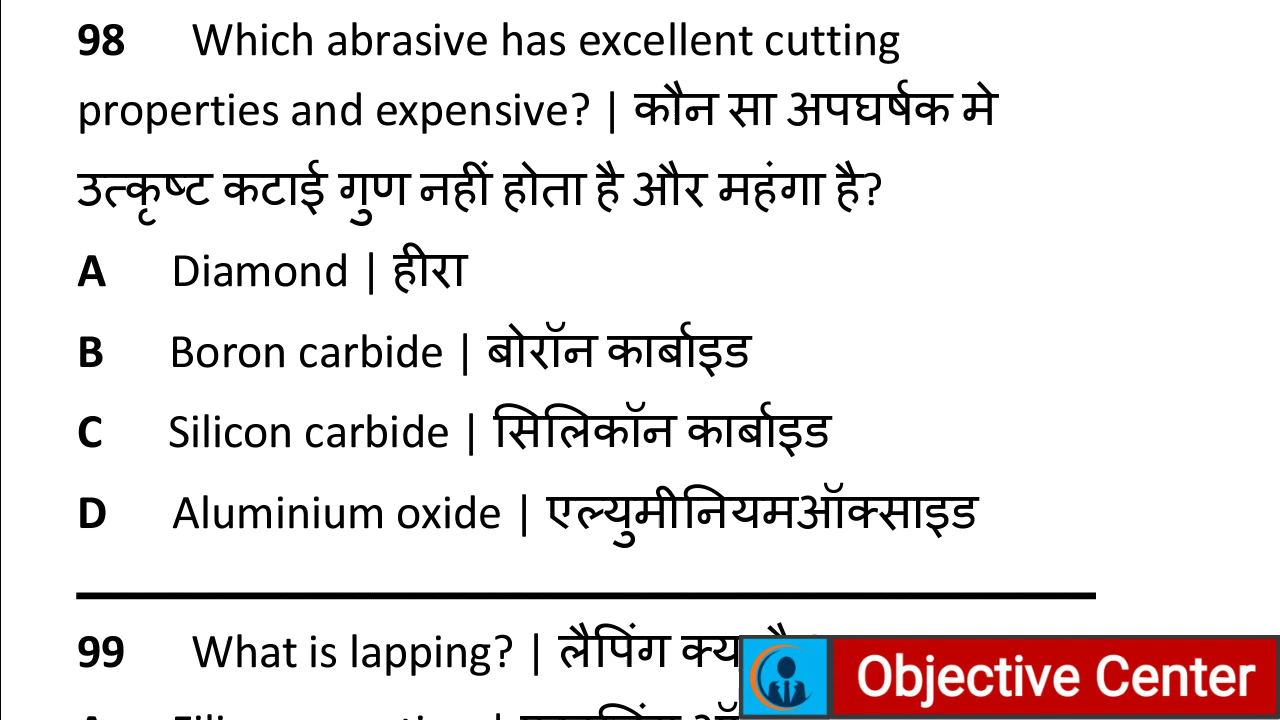 98 Which abrasive has excellent cutting
properties and expensive? | कौन सा अपघर्षक मे
उत्कृष्ट कटाई गुण नहीं होता है और महंगा है?
A Diamond | हीरा
B Boron carbide | बोरॉन कार्बाइड
C Silicon carbide | सिलिकॉन कार्बाइड
D Aluminium oxide | एल्युमीनियमऑक्साइड
99 What is lapping? | लैपिंग
Objective Center